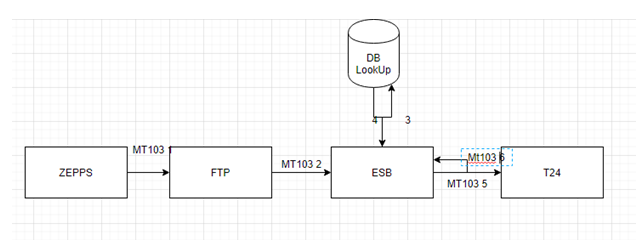 DB
LookUp
4 3
MT103 1
MT103 2
Mt103 6
ZEPPS
FTP
ESB
T24
MT103 5